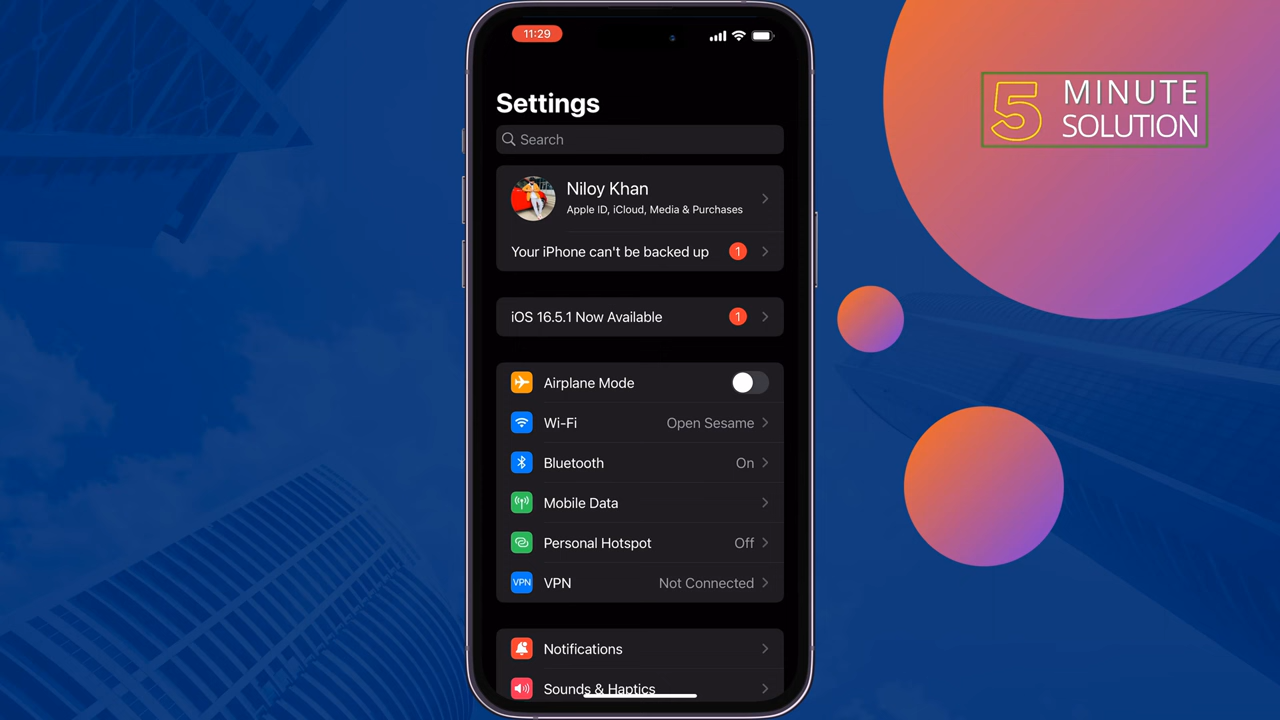 11:29
5 MINUTE
SOLUTION
Settings
Search
Niloy Khan
Apple ID, iCloud, Media & Purchases
Your iPhone can't be backed up 1
iOS 16.5.1 Now Available 1
Airplane Mode
Wi-Fi Open Sesame
Bluetooth On
Mobile Data
Personal Hotspot Off
VPN VPN Not Connected
Notifications
Sounds & Haptics